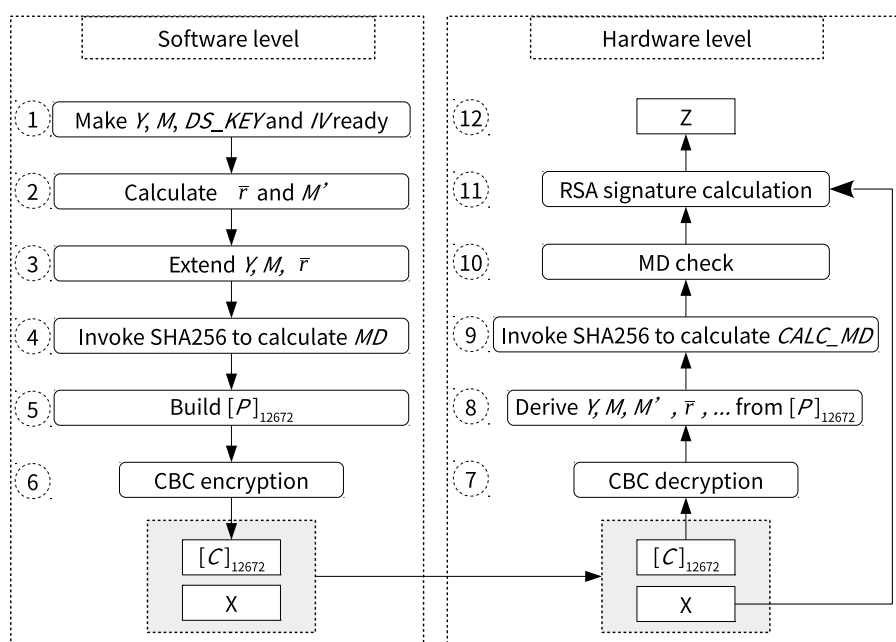 Software level
1
Make Y, M, DS_KEY and IV ready
2
Calculate r̄ and M’
3
Extend Y, M, r̄
4
Invoke SHA256 to calculate MD
5
Build [P]₁₂₆₇₂
6
CBC encryption
[C]₁₂₆₇₂
X
Hardware level
12
Z
11
RSA signature calculation
10
MD check
9
Invoke SHA256 to calculate CALC_MD
8
Derive Y, M, M’ , r̄ , ... from [P]₁₂₆₇₂
7
CBC decryption
[C]₁₂₆₇₂
X